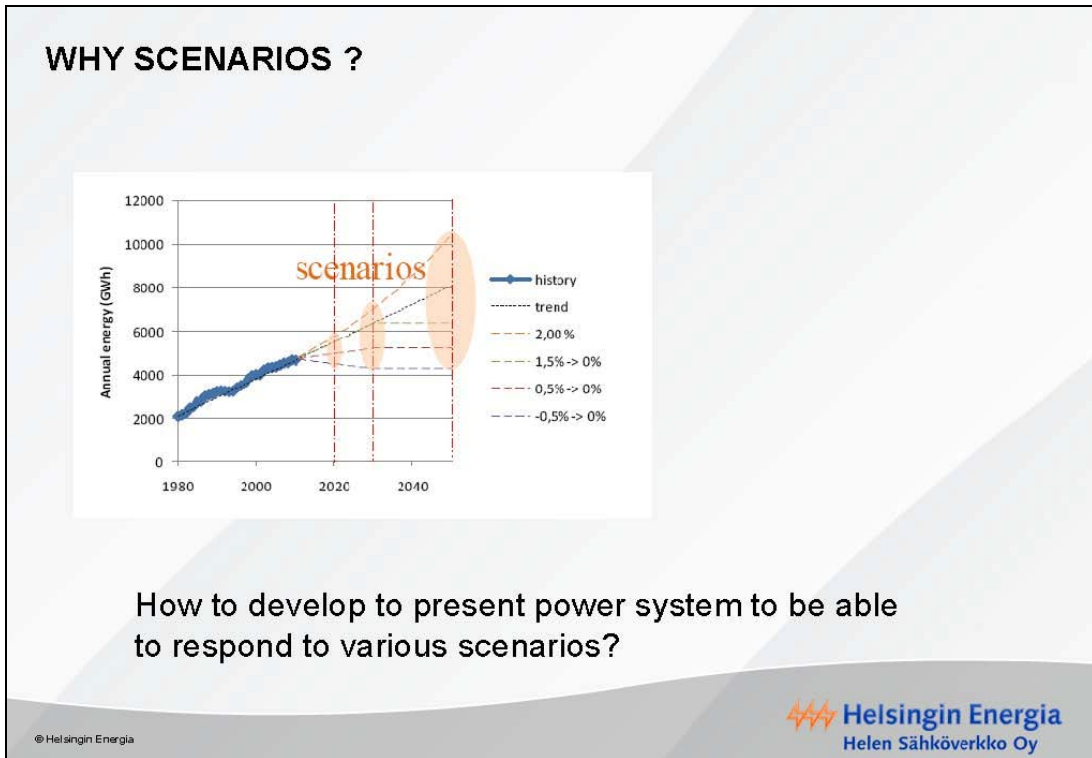 WHY SCENARIOS ?
12000
10000
8000
6000
4000
2000
0
Annual energy (GWh)
1980
2000
2020
2040
scenarios
history
trend
2,00 %
1,5% -> 0%
0,5% -> 0%
-0,5% -> 0%
How to develop to present power system to be able
to respond to various scenarios?
© Helsingin Energia
Helsingin Energia
Helen Sähköverkko Oy